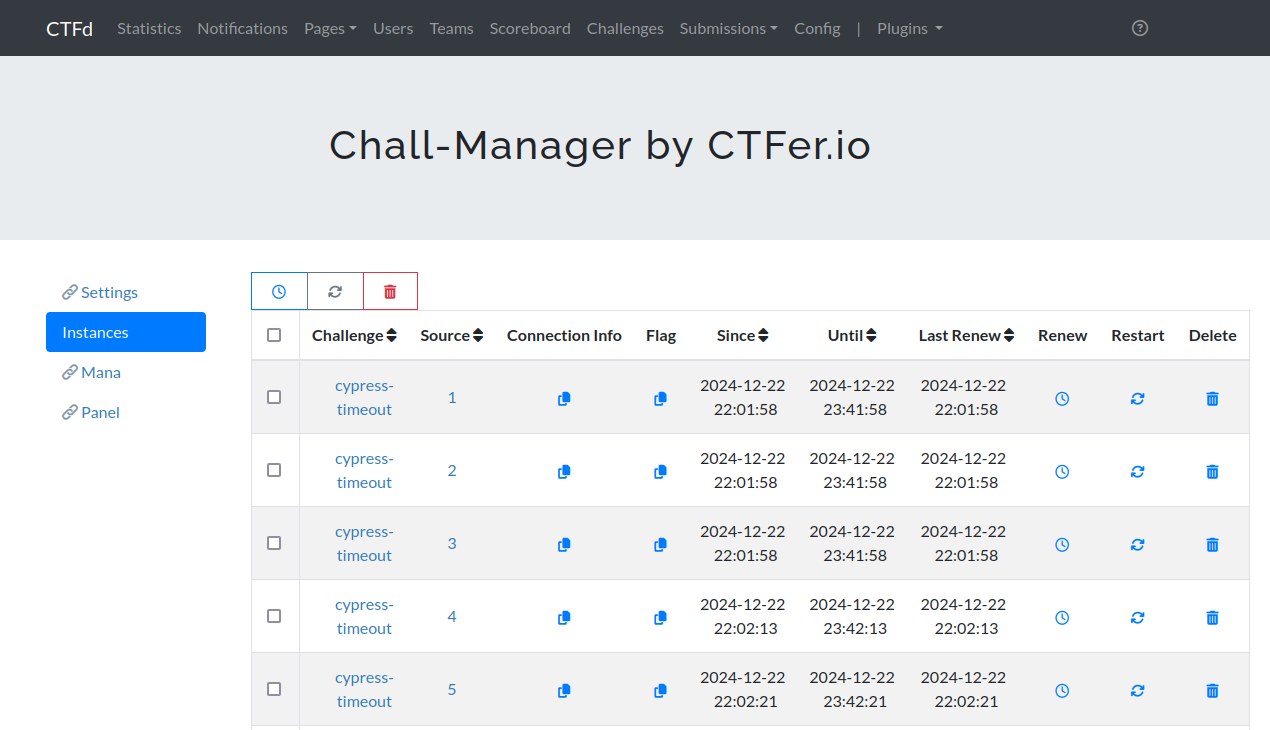 CTFd Statistics Notifications Pages Users Teams Scoreboard Challenges Submissions Config | Plugins
Chall-Manager by CTFer.io
Settings
Instances
Mana
Panel
Challenge Source Connection Info Flag Since Until Last Renew Renew Restart Delete
cypress- 1 2024-12-22 2024-12-22 2024-12-22
timeout 22:01:58 23:41:58 22:01:58
cypress- 2 2024-12-22 2024-12-22 2024-12-22
timeout 22:01:58 23:41:58 22:01:58
cypress- 3 2024-12-22 2024-12-22 2024-12-22
timeout 22:01:58 23:41:58 22:01:58
cypress- 4 2024-12-22 2024-12-22 2024-12-22
timeout 22:02:13 23:42:13 22:02:13
cypress- 5 2024-12-22 2024-12-22 2024-12-22
timeout 22:02:21 23:42:21 22:02:21